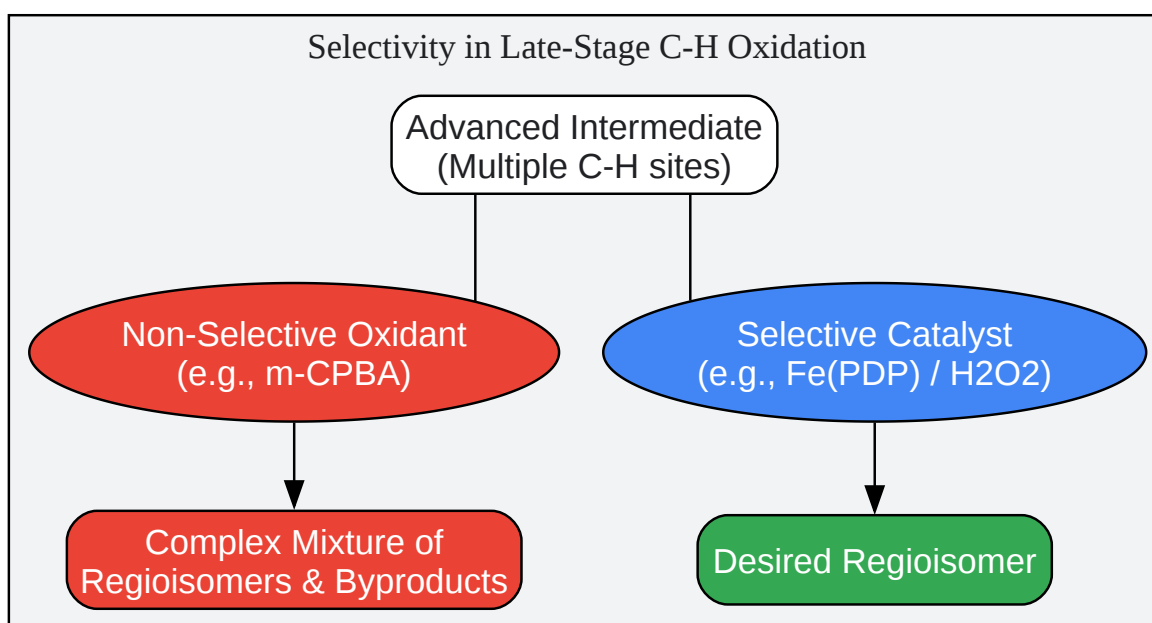 Selectivity in Late-Stage C-H Oxidation
Advanced Intermediate
(Multiple C-H sites)
Non-Selective Oxidant
(e.g., m-CPBA)
Selective Catalyst
(e.g., Fe(PDP) / H2O2)
Complex Mixture of
Regioisomers & Byproducts
Desired Regioisomer